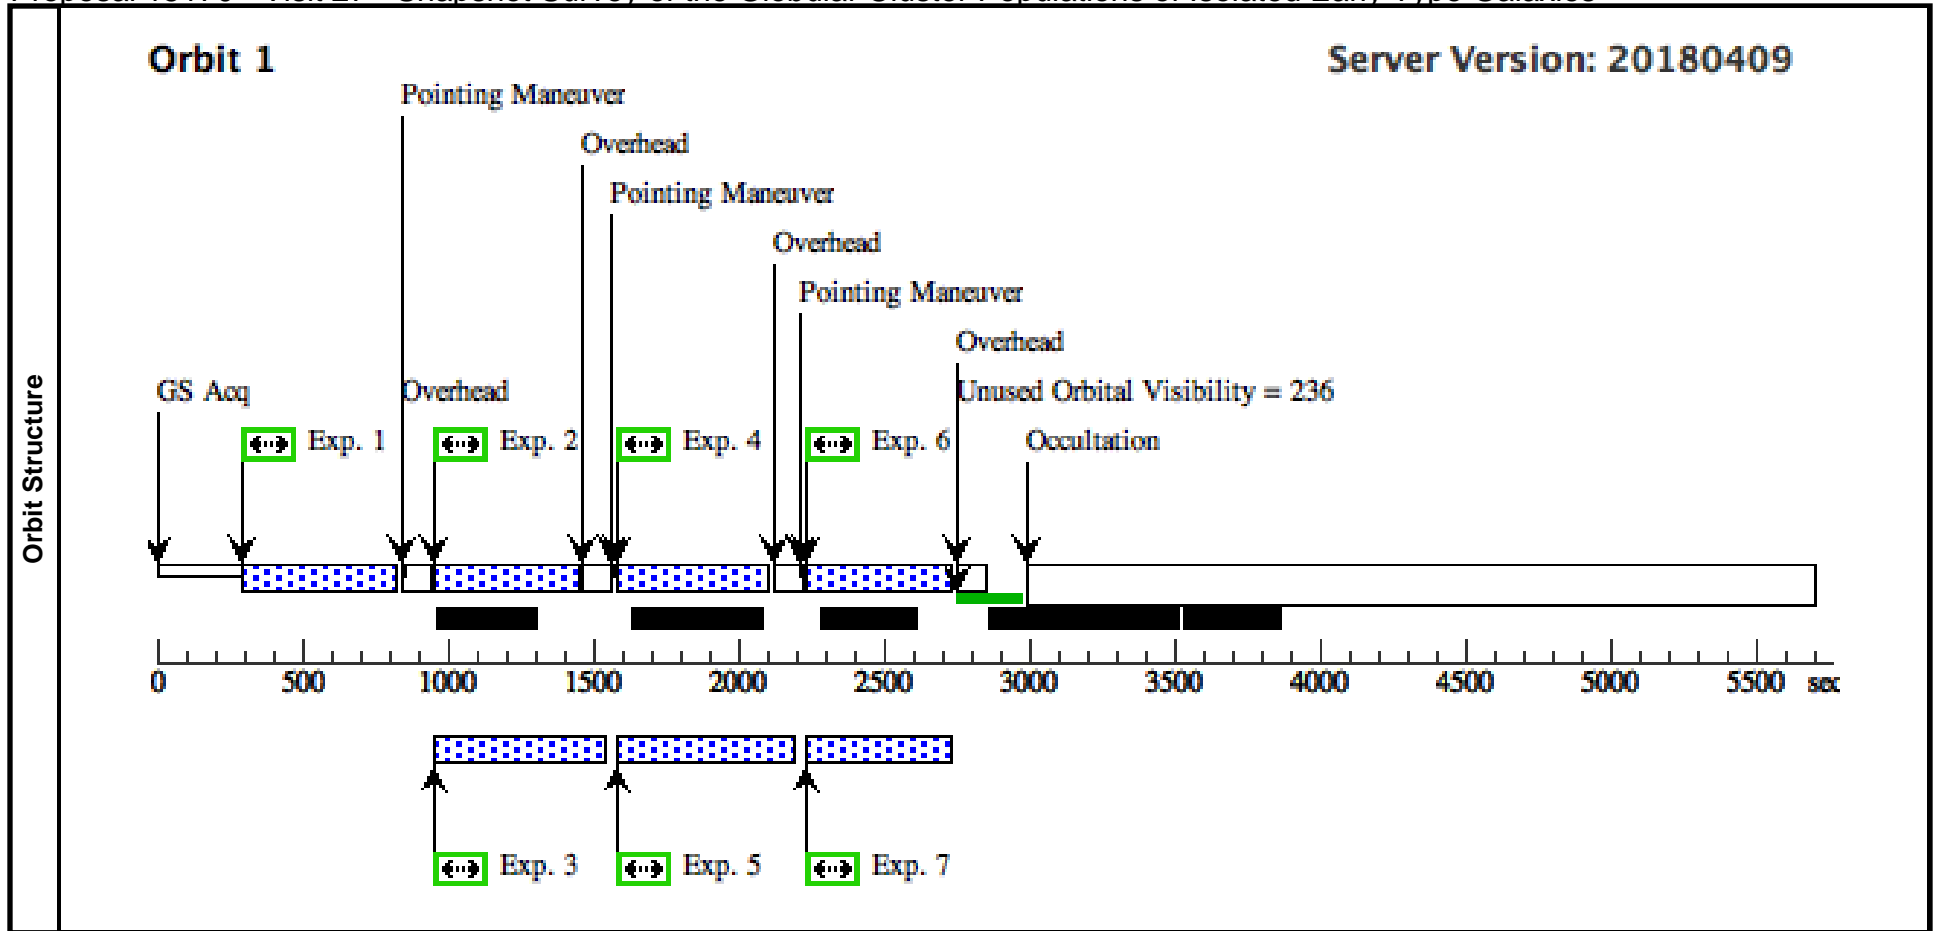 Orbit 1
Server Version: 20180409
Pointing Maneuver
Overhead
Pointing Maneuver
Overhead
Pointing Maneuver
Overhead
GS Acq
Overhead
Unused Orbital Visibility = 236
Exp. 1
Exp. 2
Exp. 4
Exp. 6
Occultation
Orbit Structure
0 500 1000 1500 2000 2500 3000 3500 4000 4500 5000 5500 sec
Exp. 3
Exp. 5
Exp. 7